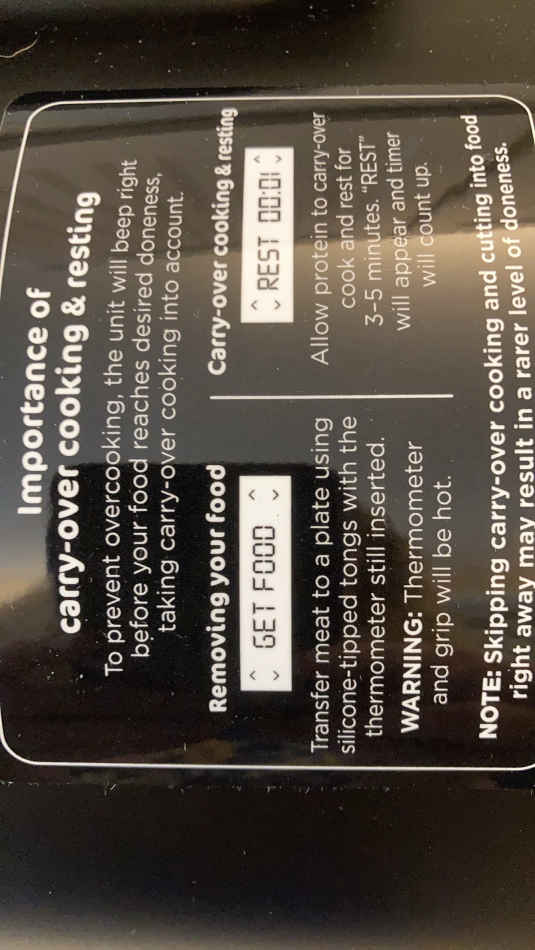 Importance of
carry-over cooking & resting
To prevent overcooking, the unit will beep right
before your food reaches desired doneness,
taking carry-over cooking into account.
Removing your food
GET FOOD
Transfer meat to a plate using
silicone-tipped tongs with the
thermometer still inserted.
WARNING: Thermometer
and grip will be hot.
Carry-over cooking & resting
REST 00:01
Allow protein to carry-over
cook and rest for
3–5 minutes. "REST"
will appear and timer
will count up.
NOTE: Skipping carry-over cooking and cutting into food
right away may result in a rarer level of doneness.